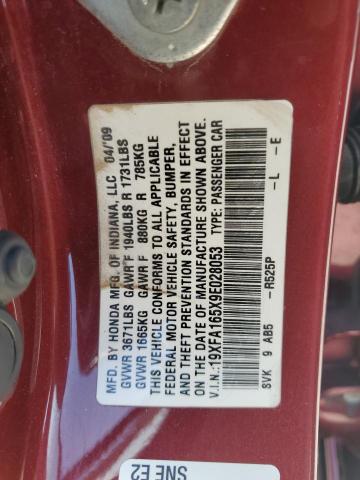 MFD. BY HONDA MFG. OF INDIANA, LLC 04/'09
GVWR 3671LBS GAWR F 1940LBS R 1731LBS
GVWR 1665KG GAWR F 880KG R 785KG
THIS VEHICLE CONFORMS TO ALL APPLICABLE
FEDERAL MOTOR VEHICLE SAFETY, BUMPER,
AND THEFT PREVENTION STANDARDS IN EFFECT
ON THE DATE OF MANUFACTURE SHOWN ABOVE.
V.I.N.:19XFA165X9E028053 TYPE: PASSENGER CAR
SVK 9 AB5 -R525P -L -E
SNE E2